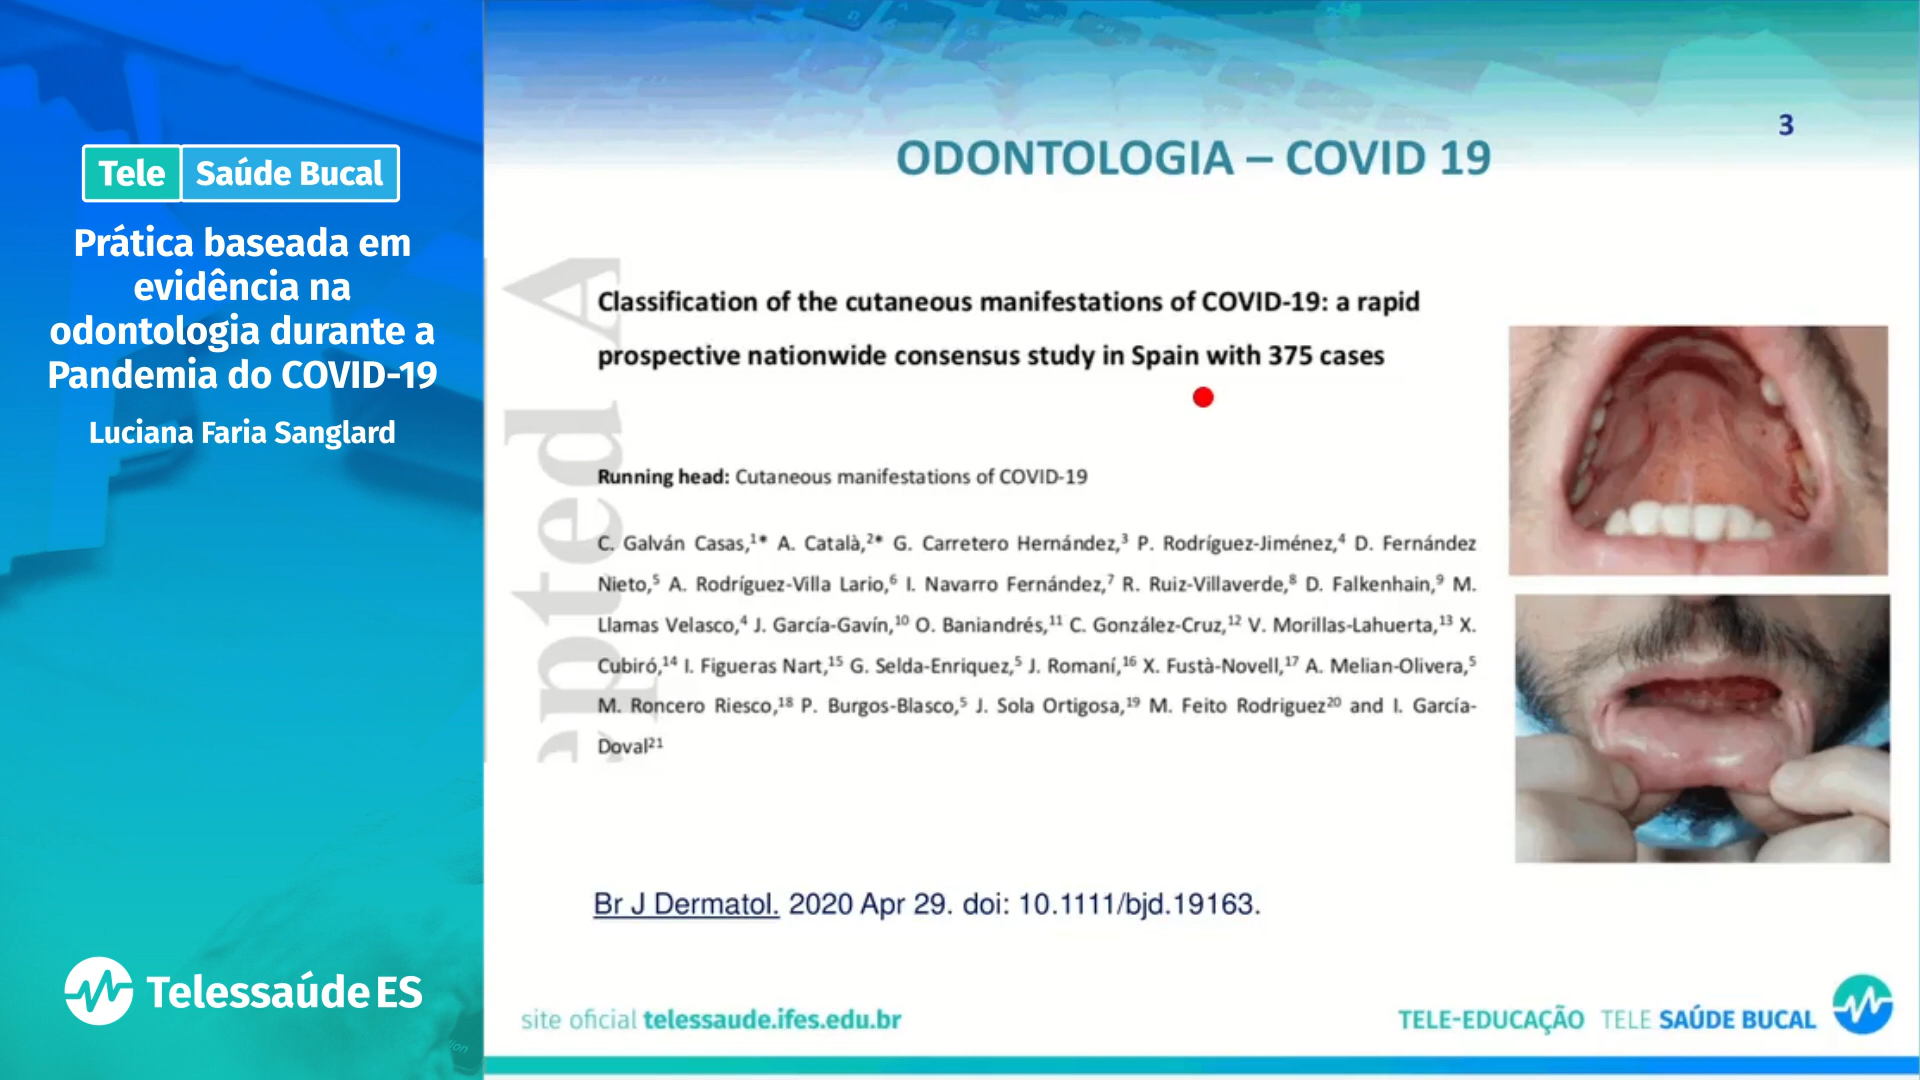 Tele Saúde Bucal
Prática baseada em
evidência na
odontologia durante a
Pandemia do COVID-19
Luciana Faria Sanglard
TelessaúdeES
3
ODONTOLOGIA – COVID 19
Classification of the cutaneous manifestations of COVID-19: a rapid
prospective nationwide consensus study in Spain with 375 cases
Running head: Cutaneous manifestations of COVID-19
C. Galván Casas,¹* A. Català,²* G. Carretero Hernández,³ P. Rodríguez-Jiménez,⁴ D. Fernández
Nieto,⁵ A. Rodríguez-Villa Lario,⁶ I. Navarro Fernández,⁷ R. Ruiz-Villaverde,⁸ D. Falkenhain,⁹ M.
Llamas Velasco,⁴ J. García-Gavín,¹⁰ O. Baniandrés,¹¹ C. González-Cruz,¹² V. Morillas-Lahuerta,¹³ X.
Cubiró,¹⁴ I. Figueras Nart,¹⁵ G. Selda-Enriquez,⁵ J. Romaní,¹⁶ X. Fustà-Novell,¹⁷ A. Melian-Olivera,⁵
M. Roncero Riesco,¹⁸ P. Burgos-Blasco,⁵ J. Sola Ortigosa,¹⁹ M. Feito Rodriguez²⁰ and I. García-
Doval²¹
pted A
Br J Dermatol. 2020 Apr 29. doi: 10.1111/bjd.19163.
site oficial telessaude.ifes.edu.br
TELE-EDUCAÇÃO TELE SAÚDE BUCAL